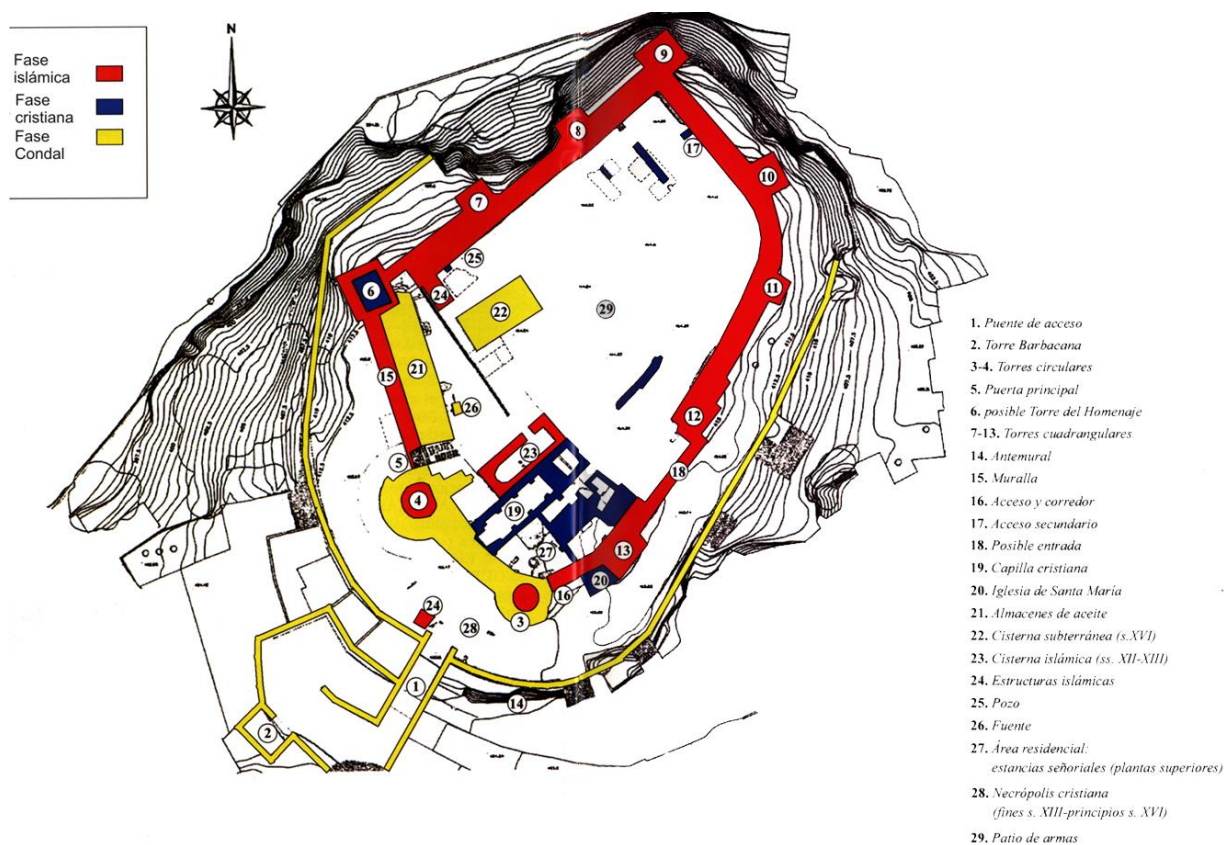 Fase
islámica
Fase
cristiana
Fase
Condal
N
9
8
17
10
7
25
6
24
22
29
11
21
15
26
12
5
23
18
4
19
27
13
20
16
3
24
28
1
14
2
1. Puente de acceso
2. Torre Barbacana
3-4. Torres circulares
5. Puerta principal
6. posible Torre del Homenaje
7-13. Torres cuadrangulares
14. Antemural
15. Muralla
16. Acceso y corredor
17. Acceso secundario
18. Posible entrada
19. Capilla cristiana
20. Iglesia de Santa María
21. Almacenes de aceite
22. Cisterna subterránea (s.XVI)
23. Cisterna islámica (ss. XII-XIII)
24. Estructuras islámicas
25. Pozo
26. Fuente
27. Área residencial:
estancias señoriales (plantas superiores)
28. Necrópolis cristiana
(fines s. XIII-principios s. XVI)
29. Patio de armas